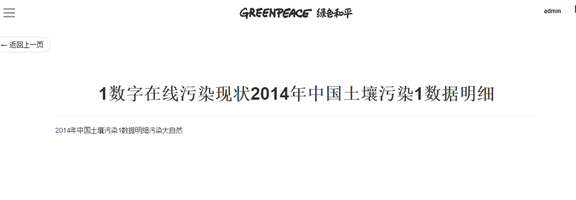 GREENPEACE 绿色和平
admin
← 返回上一页
1数字在线污染现状2014年中国土壤污染1数据明细
2014年中国土壤污染1数据明细污染大自然